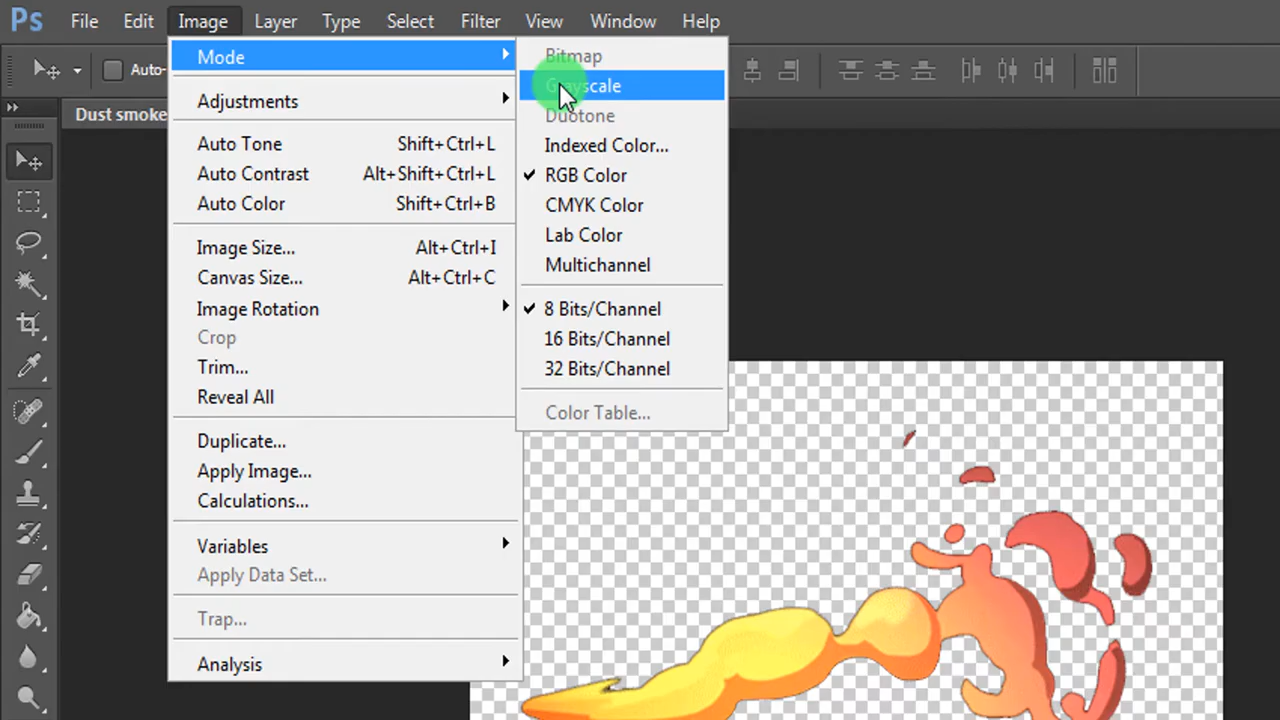 Ps File Edit Image Layer Type Select Filter View Window Help
Auto-
Dust smoke
Mode
Adjustments
Auto Tone Shift+Ctrl+L
Auto Contrast Alt+Shift+Ctrl+L
Auto Color Shift+Ctrl+B
Image Size... Alt+Ctrl+I
Canvas Size... Alt+Ctrl+C
Image Rotation
Crop
Trim...
Reveal All
Duplicate...
Apply Image...
Calculations...
Variables
Apply Data Set...
Trap...
Analysis
Bitmap
Grayscale
Duotone
Indexed Color...
RGB Color
CMYK Color
Lab Color
Multichannel
8 Bits/Channel
16 Bits/Channel
32 Bits/Channel
Color Table...